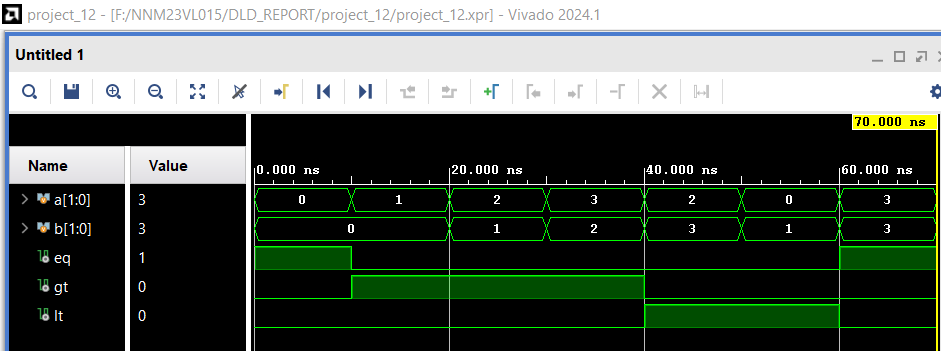 project_12 - [F:/NNM23VL015/DLD_REPORT/project_12/project_12.xpr] - Vivado 2024.1
Untitled 1
70.000 ns
Name Value
0.000 ns 20.000 ns 40.000 ns 60.000 ns
a[1:0] 3 0 1 2 3 2 0 3
b[1:0] 3 0 1 2 3 1 3
eq 1
gt 0
lt 0